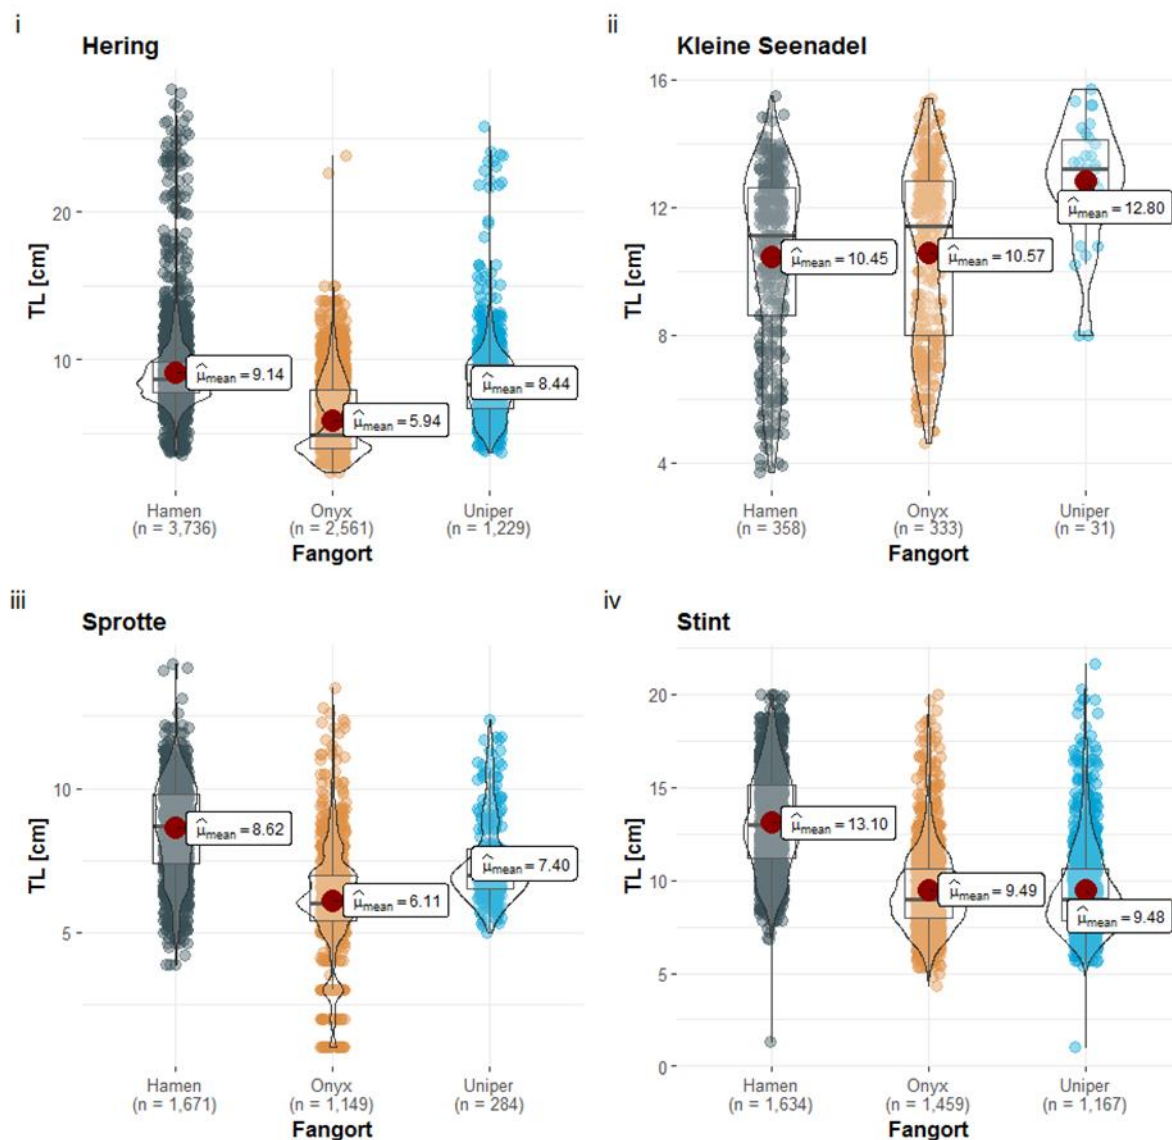 i
Hering
TL [cm]
20
10
μ̂mean = 9.14
μ̂mean = 5.94
μ̂mean = 8.44
Hamen
(n = 3,736)
Onyx
(n = 2,561)
Uniper
(n = 1,229)
Fangort
ii
Kleine Seenadel
TL [cm]
16
12
8
4
μ̂mean = 10.45
μ̂mean = 10.57
μ̂mean = 12.80
Hamen
(n = 358)
Onyx
(n = 333)
Uniper
(n = 31)
Fangort
iii
Sprotte
TL [cm]
10
5
μ̂mean = 8.62
μ̂mean = 6.11
μ̂mean = 7.40
Hamen
(n = 1,671)
Onyx
(n = 1,149)
Uniper
(n = 284)
Fangort
iv
Stint
TL [cm]
20
15
10
5
0
μ̂mean = 13.10
μ̂mean = 9.49
μ̂mean = 9.48
Hamen
(n = 1,634)
Onyx
(n = 1,459)
Uniper
(n = 1,167)
Fangort